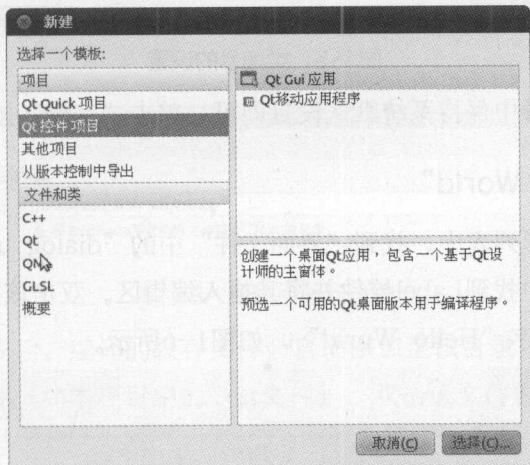 新建
选择一个模板:
项目
Qt Quick 项目
Qt 控件项目
其他项目
从版本控制中导出
文件和类
C++
Qt
GLSL
概要
Qt Gui 应用
Qt移动应用程序
创建一个桌面Qt应用，包含一个基于Qt设
计师的主窗体。
预选一个可用的Qt桌面版本用于编译程序。
取消(C)
选择(C)...
World”